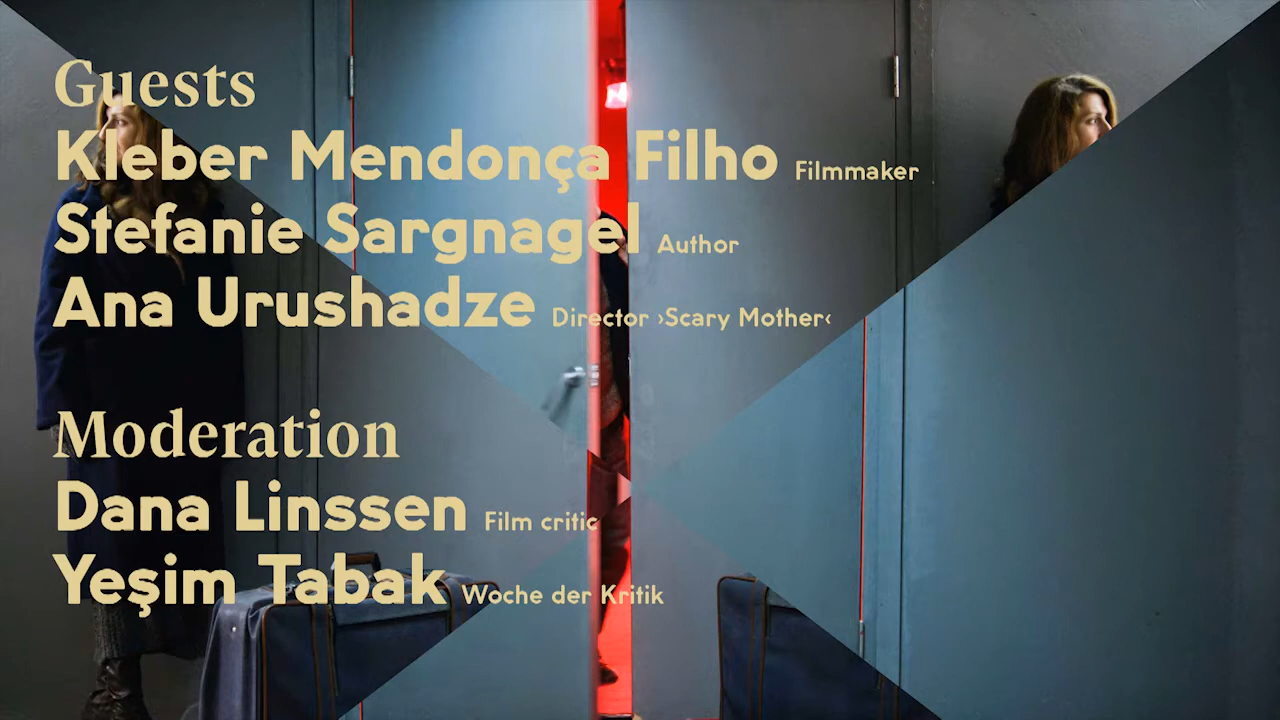 Guests
Kleber Mendonça Filho Filmmaker
Stefanie Sargnagel Author
Ana Urushadze Director ›Scary Mother‹
Moderation
Dana Linssen Film critic
Yeşim Tabak Woche der Kritik